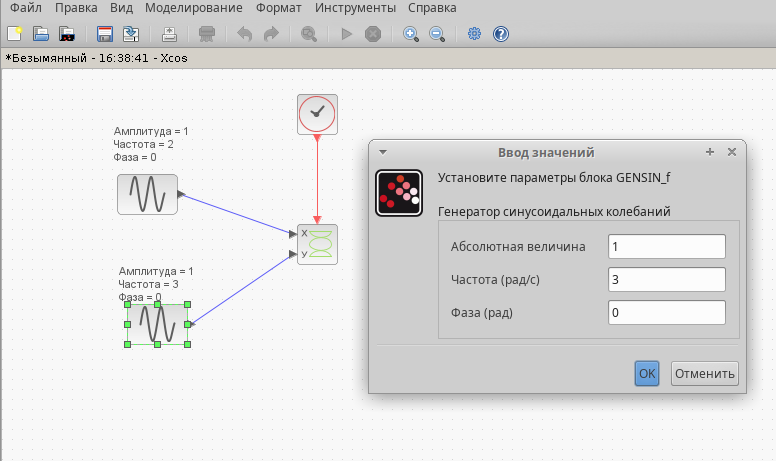 Файл Правка Вид Моделирование Формат Инструменты Справка
*Безымянный - 16:38:41 - Xcos
Амплитуда = 1
Частота = 2
Фаза = 0
X
У
Амплитуда = 1
Частота = 3
Фаза = 0
Ввод значений
Установите параметры блока GENSIN_f
Генератор синусоидальных колебаний
Абсолютная величина 1
Частота (рад/с) 3
Фаза (рад) 0
OK Отменить